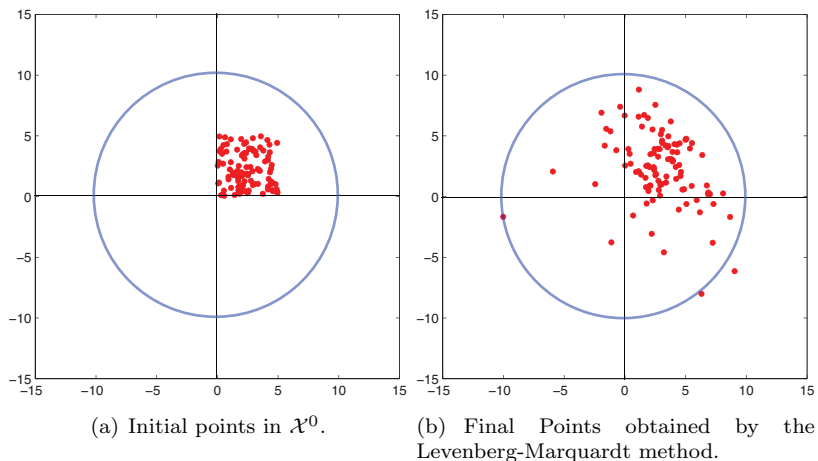 15
10
5
0
−5
−10
−15
−15 −10 −5 0 5 10 15
(a) Initial points in 𝒳⁰.
15
10
5
0
−5
−10
−15
−15 −10 −5 0 5 10 15
(b) Final Points obtained by the
Levenberg-Marquardt method.